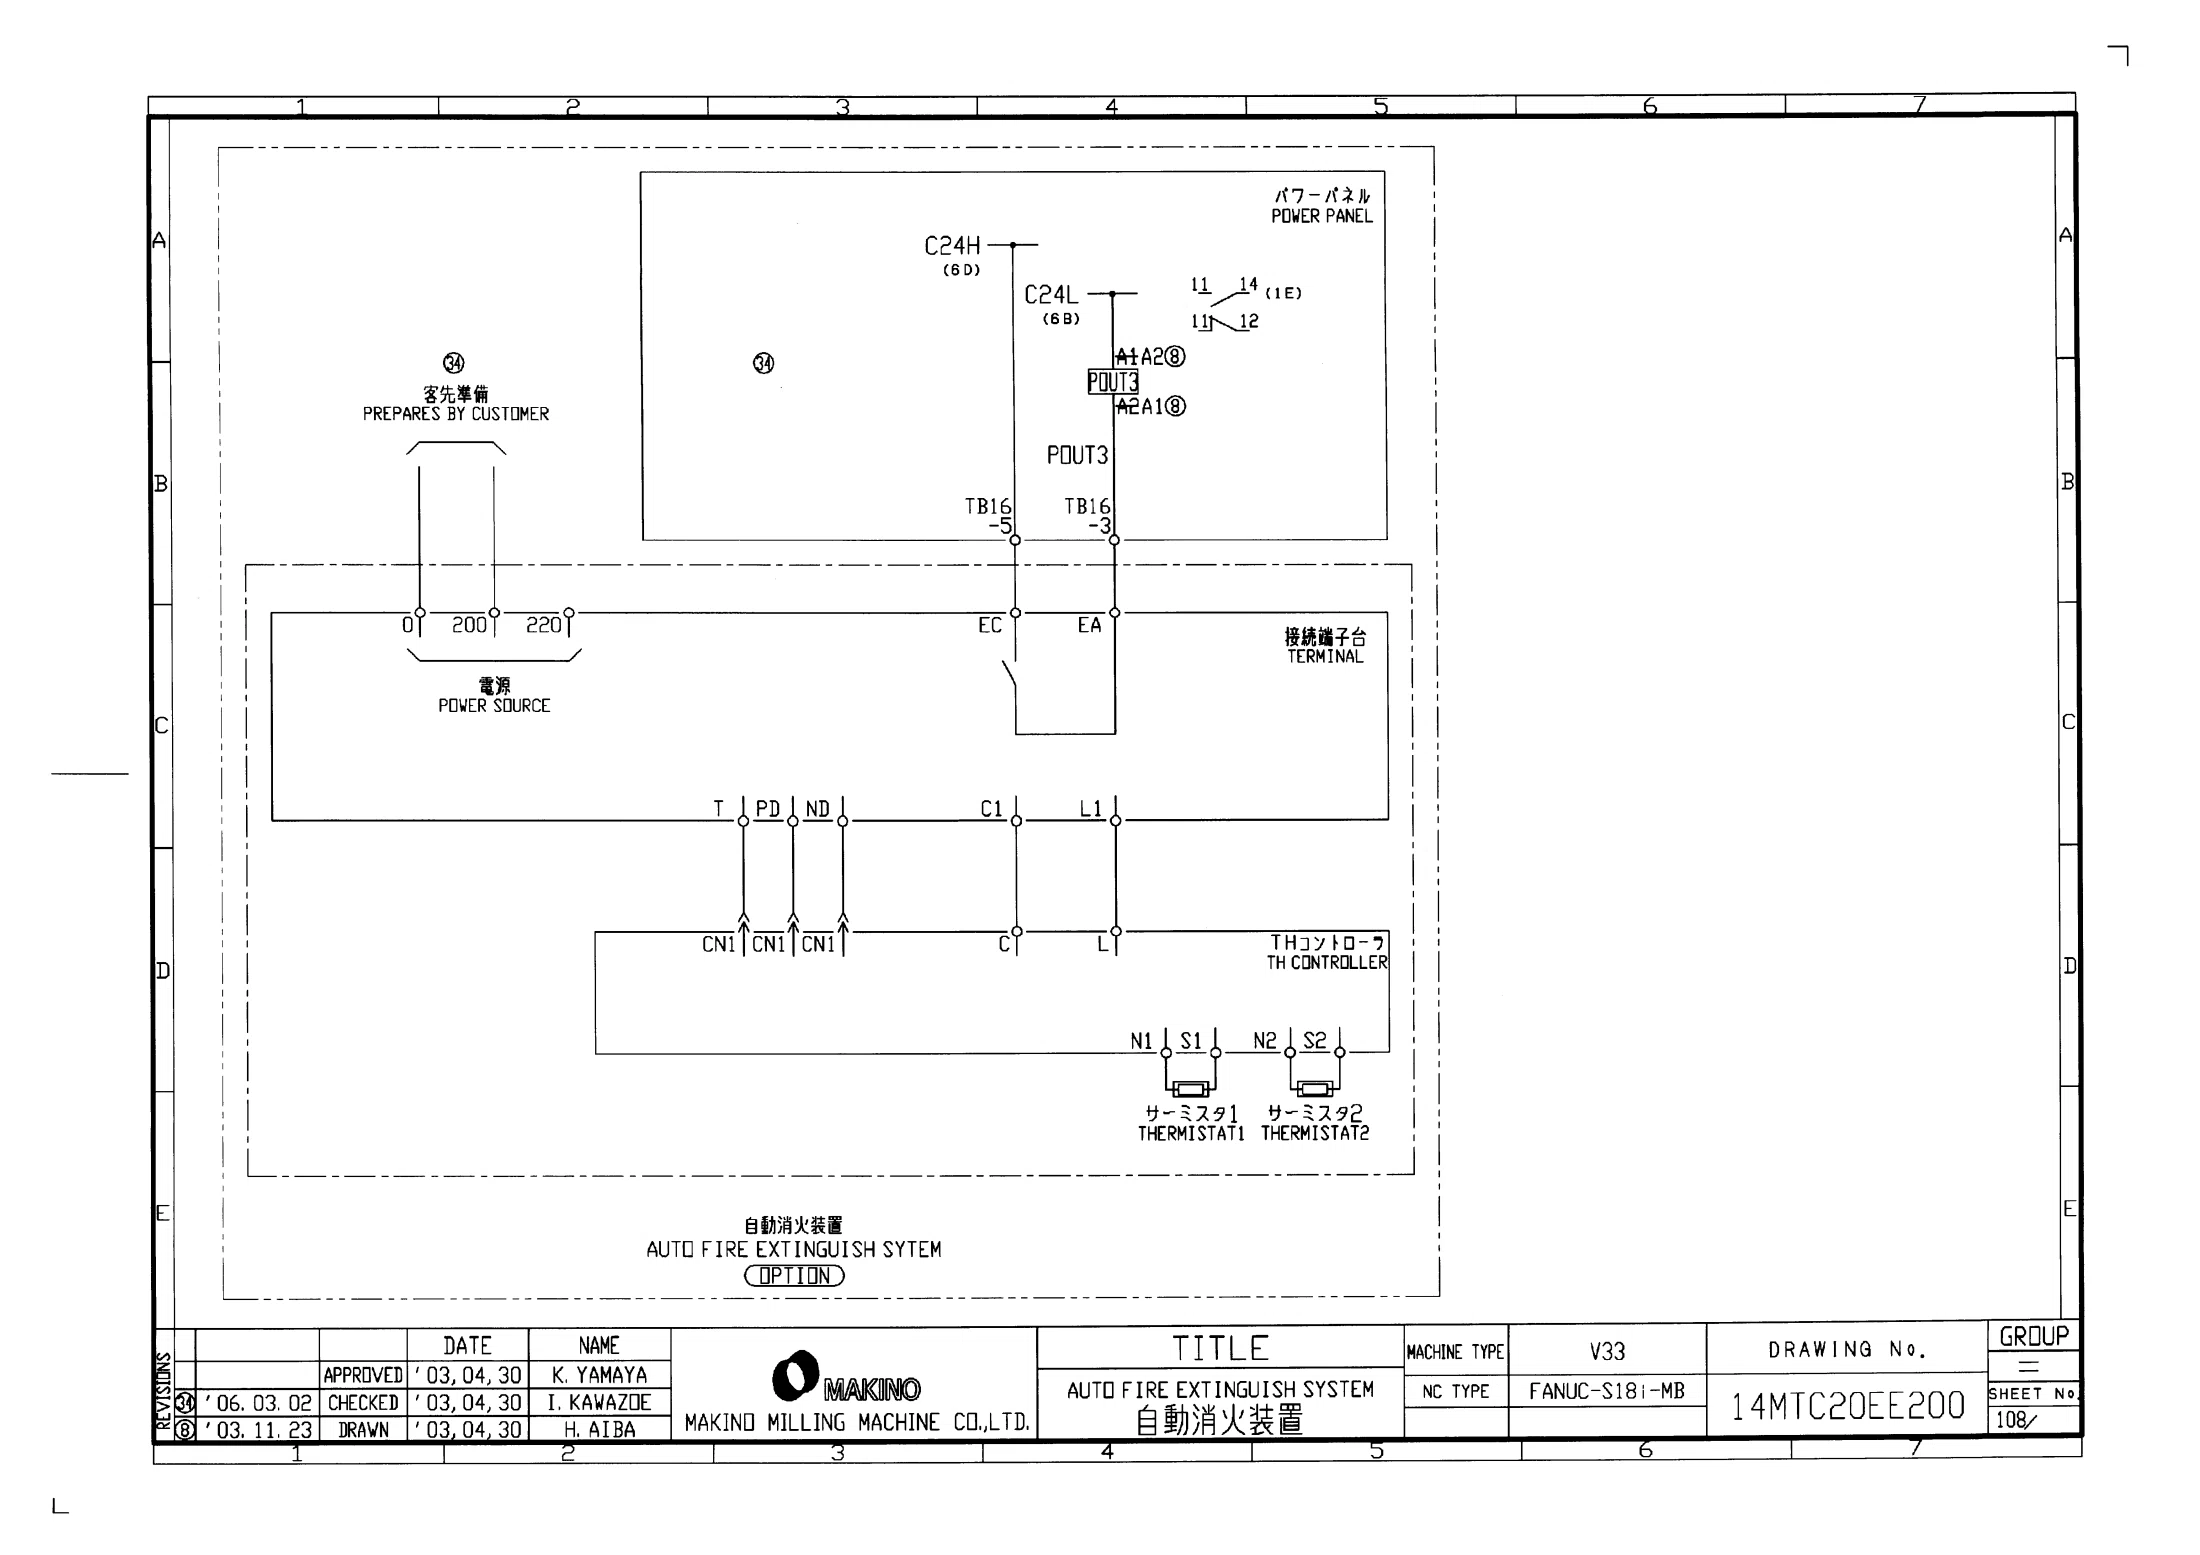 1 2 3 4 5 6 7
A A
パワーパネル
POWER PANEL
C24H
(6D)
C24L
(6B)
11 14 (1E)
11 12
㉞ ㉞
A1A2⑧
POUT3
A2A1⑧
客先準備
PREPARES BY CUSTOMER
POUT3
B B
TB16 TB16
-5 -3
0 200 220 EC EA
接続端子台
TERMINAL
電源
POWER SOURCE
C C
T PD ND C1 L1
CN1 CN1 CN1 C L
THコントローラ
TH CONTROLLER
D D
N1 S1 N2 S2
サーミスタ1 サーミスタ2
THERMISTAT1 THERMISTAT2
E E
自動消火装置
AUTO FIRE EXTINGUISH SYTEM
OPTION
REVISIONS
DATE NAME
APPROVED '03,04,30 K. YAMAYA
㉞ '06.03.02 CHECKED '03,04,30 I. KAWAZOE
⑧ '03.11.23 DRAWN '03,04,30 H. AIBA
MAKINO
MAKINO MILLING MACHINE CO.,LTD.
TITLE
AUTO FIRE EXTINGUISH SYSTEM
自動消火装置
MACHINE TYPE V33
NC TYPE FANUC-S18i-MB
DRAWING No.
14MTC20EE200
GROUP
=
SHEET No.
108/
1 2 3 4 5 6 7